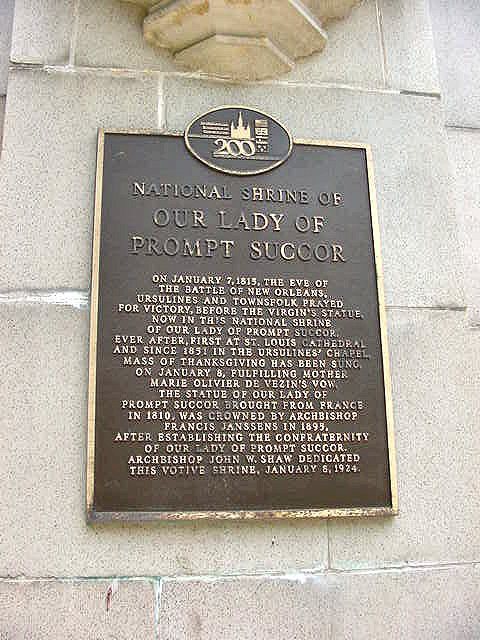 200
NATIONAL SHRINE OF
OUR LADY OF
PROMPT SUCCOR
ON JANUARY 7, 1815, THE EVE OF
THE BATTLE OF NEW ORLEANS,
URSULINES AND TOWNSFOLK PRAYED
FOR VICTORY, BEFORE THE VIRGIN'S STATUE,
NOW IN THIS NATIONAL SHRINE
OF OUR LADY OF PROMPT SUCCOR.
EVER AFTER, FIRST AT ST. LOUIS CATHEDRAL
AND SINCE 1851 IN THE URSULINES' CHAPEL,
MASS OF THANKSGIVING HAS BEEN SUNG,
ON JANUARY 8, FULFILLING MOTHER
MARIE OLIVIER DE VEZIN'S VOW.
THE STATUE OF OUR LADY OF
PROMPT SUCCOR BROUGHT FROM FRANCE
IN 1810, WAS CROWNED BY ARCHBISHOP
FRANCIS JANSSENS IN 1895,
AFTER ESTABLISHING THE CONFRATERNITY
OF OUR LADY OF PROMPT SUCCOR.
ARCHBISHOP JOHN W. SHAW DEDICATED
THIS VOTIVE SHRINE, JANUARY 8, 1924.